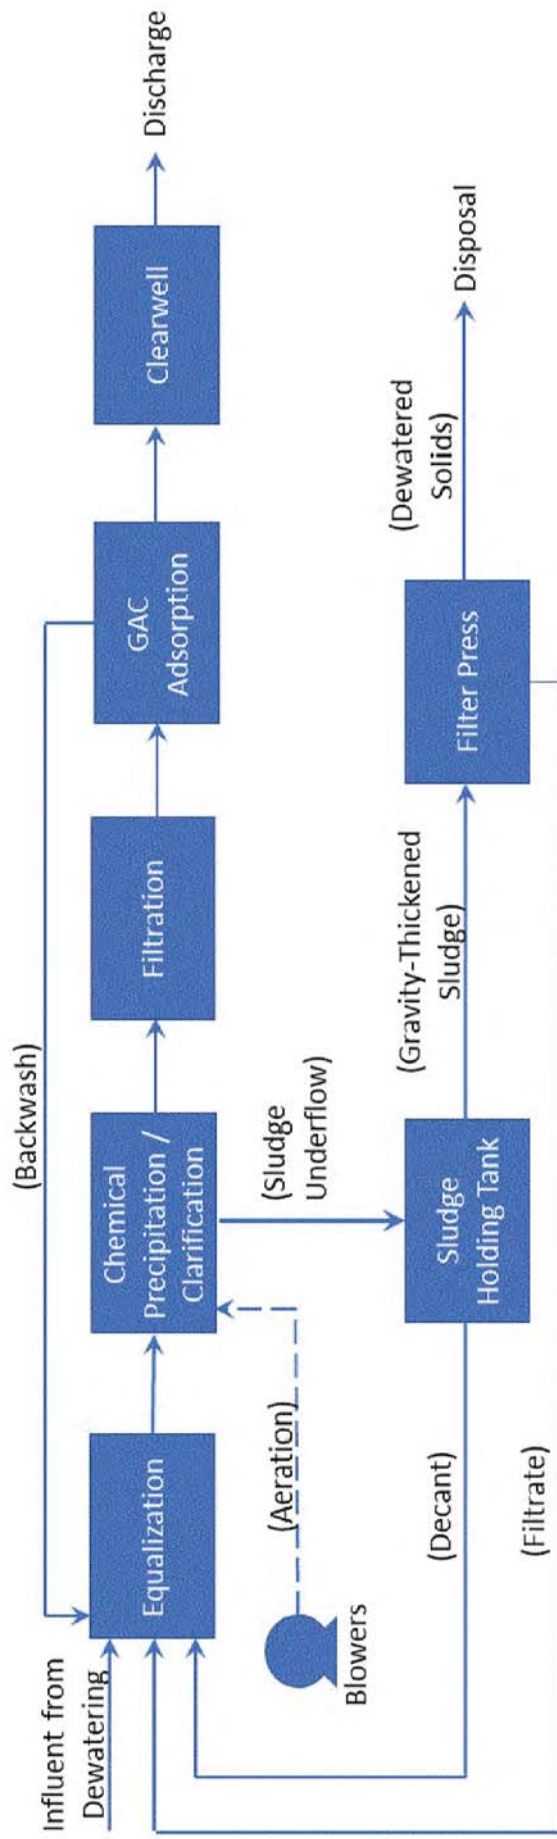 (Backwash)
Influent from
Dewatering
Equalization
Chemical
Precipitation /
Clarification
Filtration
GAC
Adsorption
Clearwell
Discharge
(Aeration)
Blowers
(Sludge
Underflow)
(Decant)
Sludge
Holding Tank
(Gravity-Thickened
Sludge)
Filter Press
(Dewatered
Solids)
Disposal
(Filtrate)